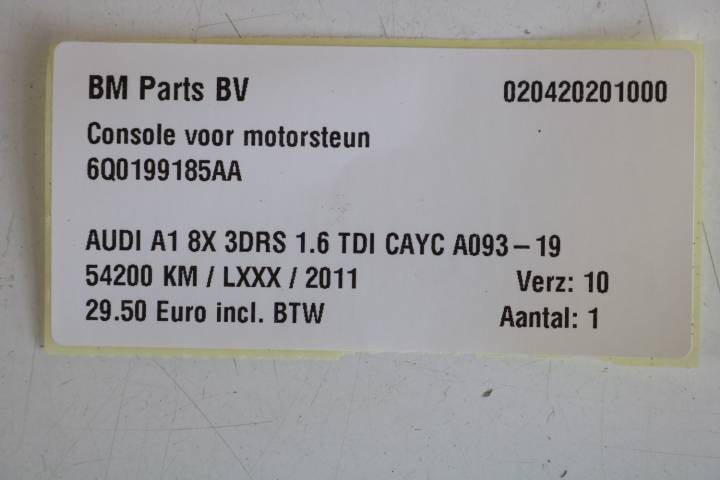 BM Parts BV 020420201000
Console voor motorsteun
6Q0199185AA
AUDI A1 8X 3DRS 1.6 TDI CAYC A093-19
54200 KM / LXXX / 2011 Verz: 10
29.50 Euro incl. BTW Aantal: 1